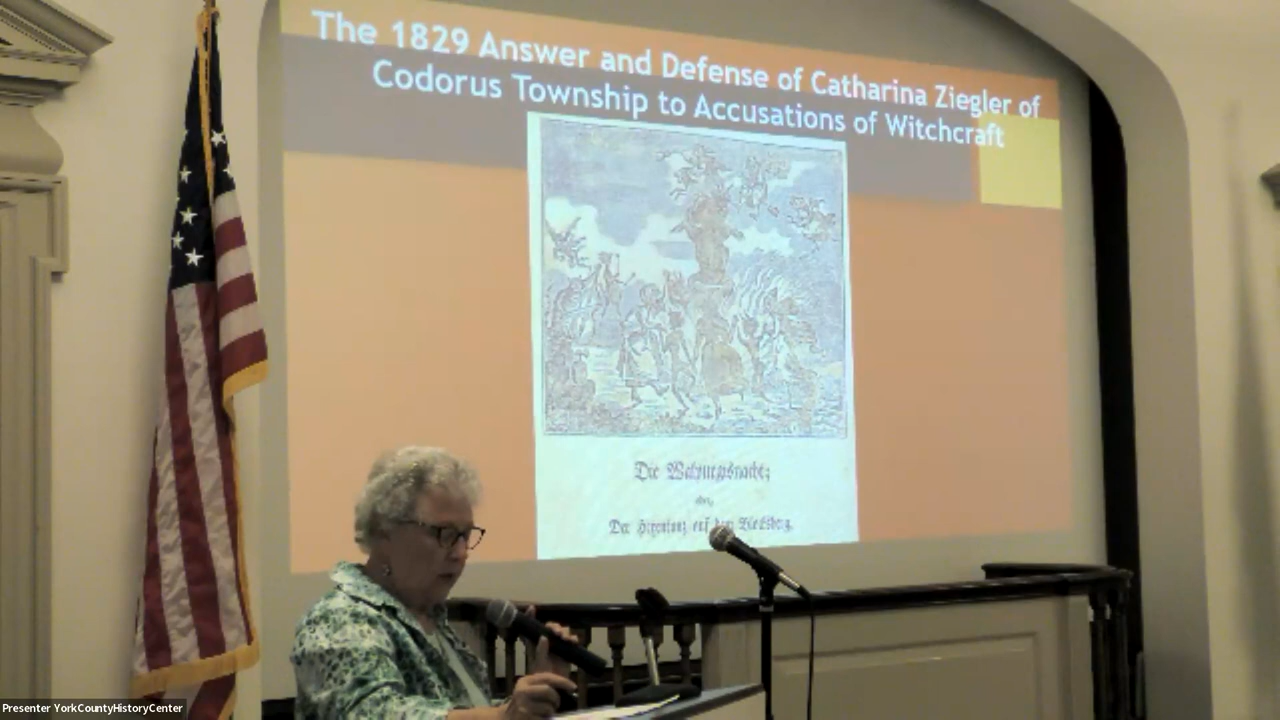 The 1829 Answer and Defense of Catharina Ziegler of
Codorus Township to Accusations of Witchcraft
Die Walpurgisnacht;
oder,
Der Hexentanz auf dem Blocksberg.
Presenter YorkCountyHistoryCenter